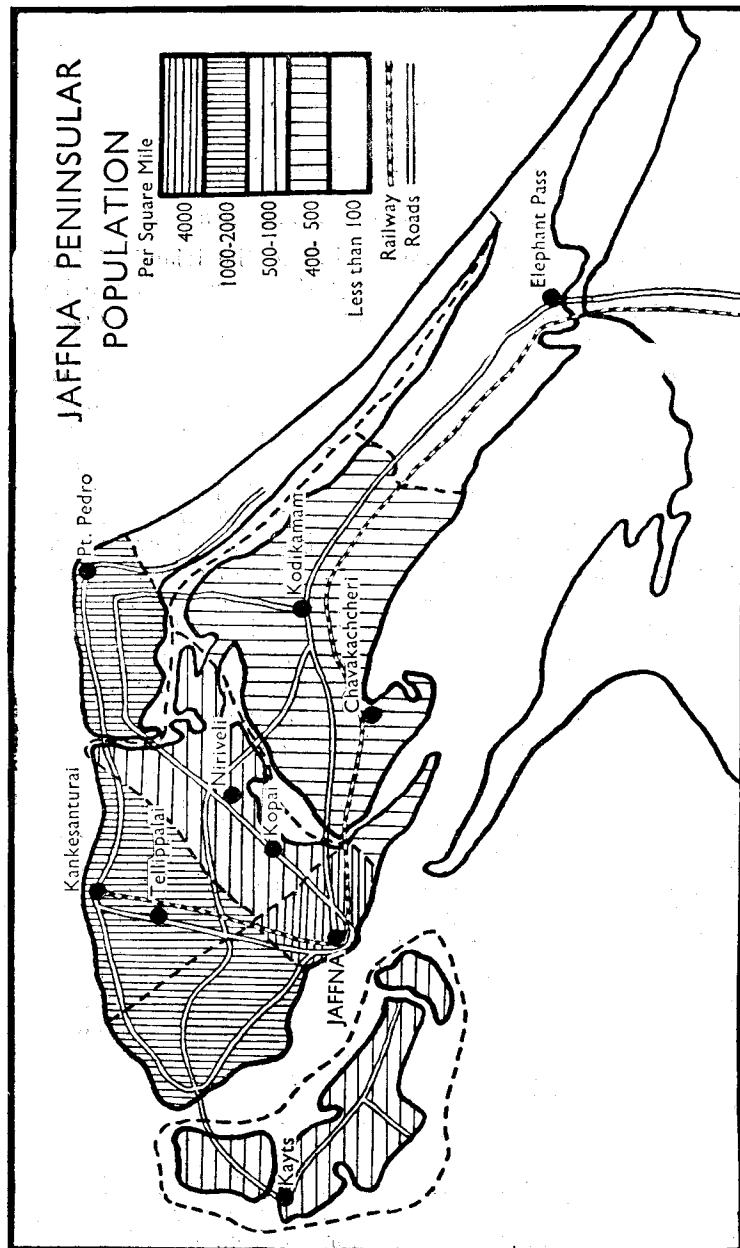 JAFFNA PENINSULAR
POPULATION
Per Square Mile
4000
1000-2000
500-1000
400- 500
Less than 100
Railway
Roads
Pt. Pedro
Kankesanturai
Tellippalai
Niriveli
Kopai
Kodikamam
Chavakachcheri
JAFFNA
Kayts
Elephant Pass